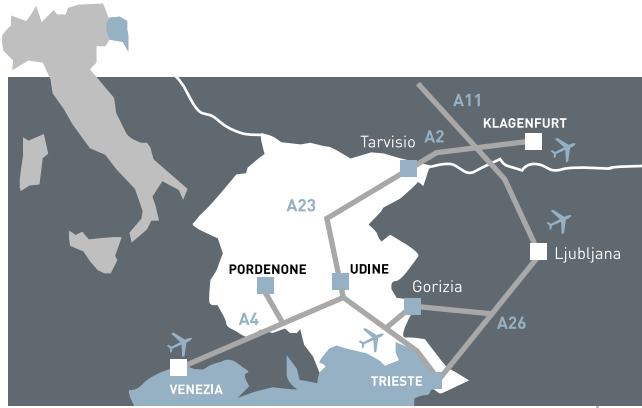 A11
KLAGENFURT
A2
Tarvisio
A23
Ljubljana
PORDENONE
UDINE
Gorizia
A4
A26
TRIESTE
VENEZIA